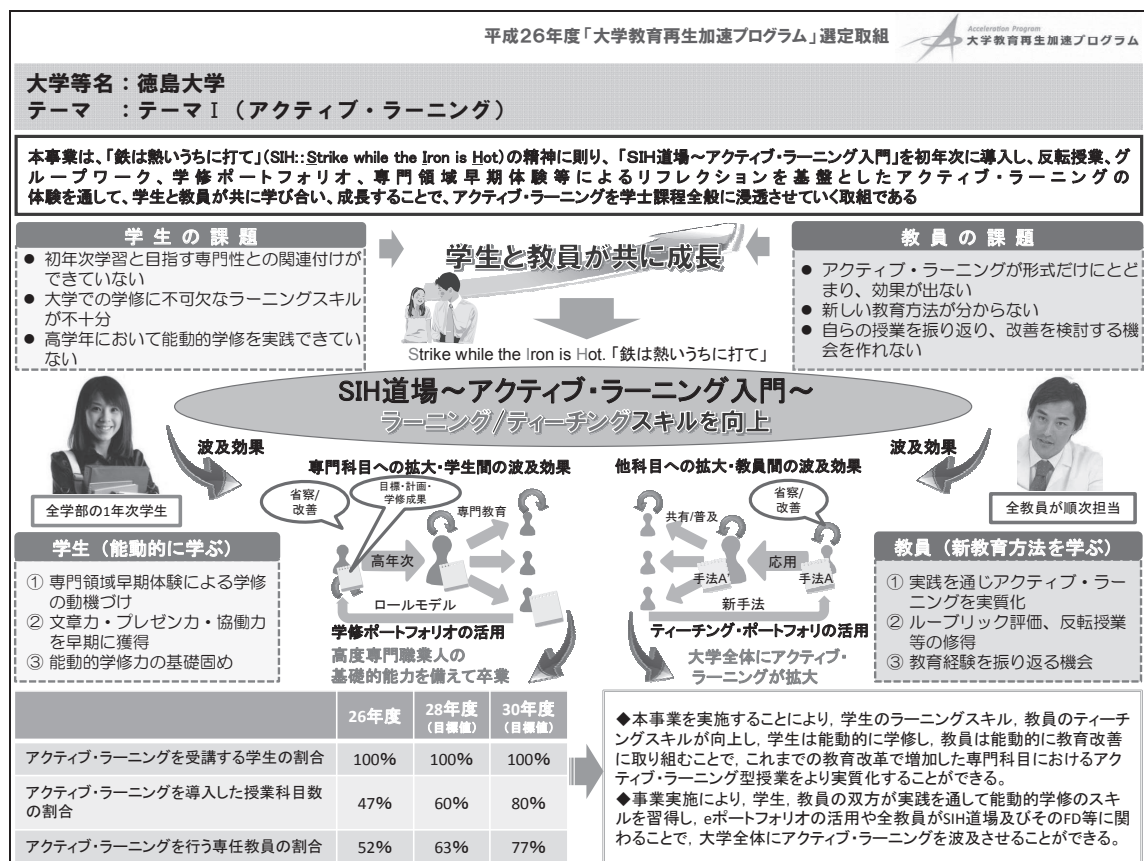 平成26年度「大学教育再生加速プログラム」選定取組
Acceleration Program
大学教育再生加速プログラム
大学等名：徳島大学
テーマ　：テーマⅠ（アクティブ・ラーニング）
本事業は、「鉄は熱いうちに打て」(SIH::Strike while the Iron is Hot)の精神に則り、「SIH道場～アクティブ・ラーニング入門」を初年次に導入し、反転授業、グ
ループワーク、学修ポートフォリオ、専門領域早期体験等によるリフレクションを基盤としたアクティブ・ラーニングの
体験を通して、学生と教員が共に学び合い、成長することで、アクティブ・ラーニングを学士課程全般に浸透させていく取組である
学生の課題
● 初年次学習と目指す専門性との関連付けが
できていない
● 大学での学修に不可欠なラーニングスキル
が不十分
● 高学年において能動的学修を実践できてい
ない
学生と教員が共に成長
教員の課題
● アクティブ・ラーニングが形式だけにとど
まり、効果が出ない
● 新しい教育方法が分からない
● 自らの授業を振り返り、改善を検討する機
会を作れない
Strike while the Iron is Hot.「鉄は熱いうちに打て」
SIH道場～アクティブ・ラーニング入門～
ラーニング/ティーチングスキルを向上
波及効果
波及効果
全学部の1年次学生
全教員が順次担当
専門科目への拡大・学生間の波及効果
省察/
改善
目標・計画・
学修成果
専門教育
高年次
ロールモデル
学修ポートフォリオの活用
高度専門職業人の
基礎的能力を備えて卒業
他科目への拡大・教員間の波及効果
省察/
改善
共有/普及
応用
手法A'
手法A
新手法
ティーチング・ポートフォリの活用
大学全体にアクティブ・
ラーニングが拡大
学生（能動的に学ぶ）
① 専門領域早期体験による学修
の動機づけ
② 文章力・プレゼン力・協働力
を早期に獲得
③ 能動的学修力の基礎固め
教員（新教育方法を学ぶ）
① 実践を通じアクティブ・ラー
ニングを実質化
② ルーブリック評価、反転授業
等の修得
③ 教育経験を振り返る機会
26年度 28年度（目標値） 30年度（目標値）
アクティブ・ラーニングを受講する学生の割合 100% 100% 100%
アクティブ・ラーニングを導入した授業科目数の割合 47% 60% 80%
アクティブ・ラーニングを行う専任教員の割合 52% 63% 77%
◆本事業を実施することにより，学生のラーニングスキル，教員のティーチ
ングスキルが向上し，学生は能動的に学修し，教員は能動的に教育改善
に取り組むことで，これまでの教育改革で増加した専門科目におけるアク
ティブ・ラーニング型授業をより実質化することができる。
◆事業実施により，学生，教員の双方が実践を通して能動的学修のスキ
ルを習得し，eポートフォリオの活用や全教員がSIH道場及びそのFD等に関
わることで，大学全体にアクティブ・ラーニングを波及させることができる。